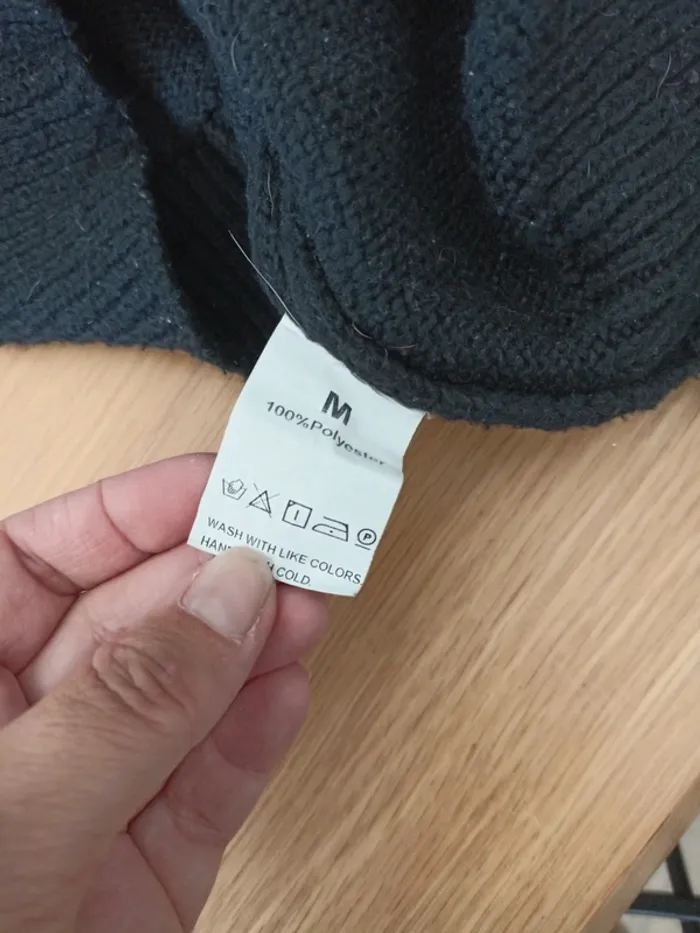 M
100%Polyester
P
WASH WITH LIKE COLORS.
COLD.